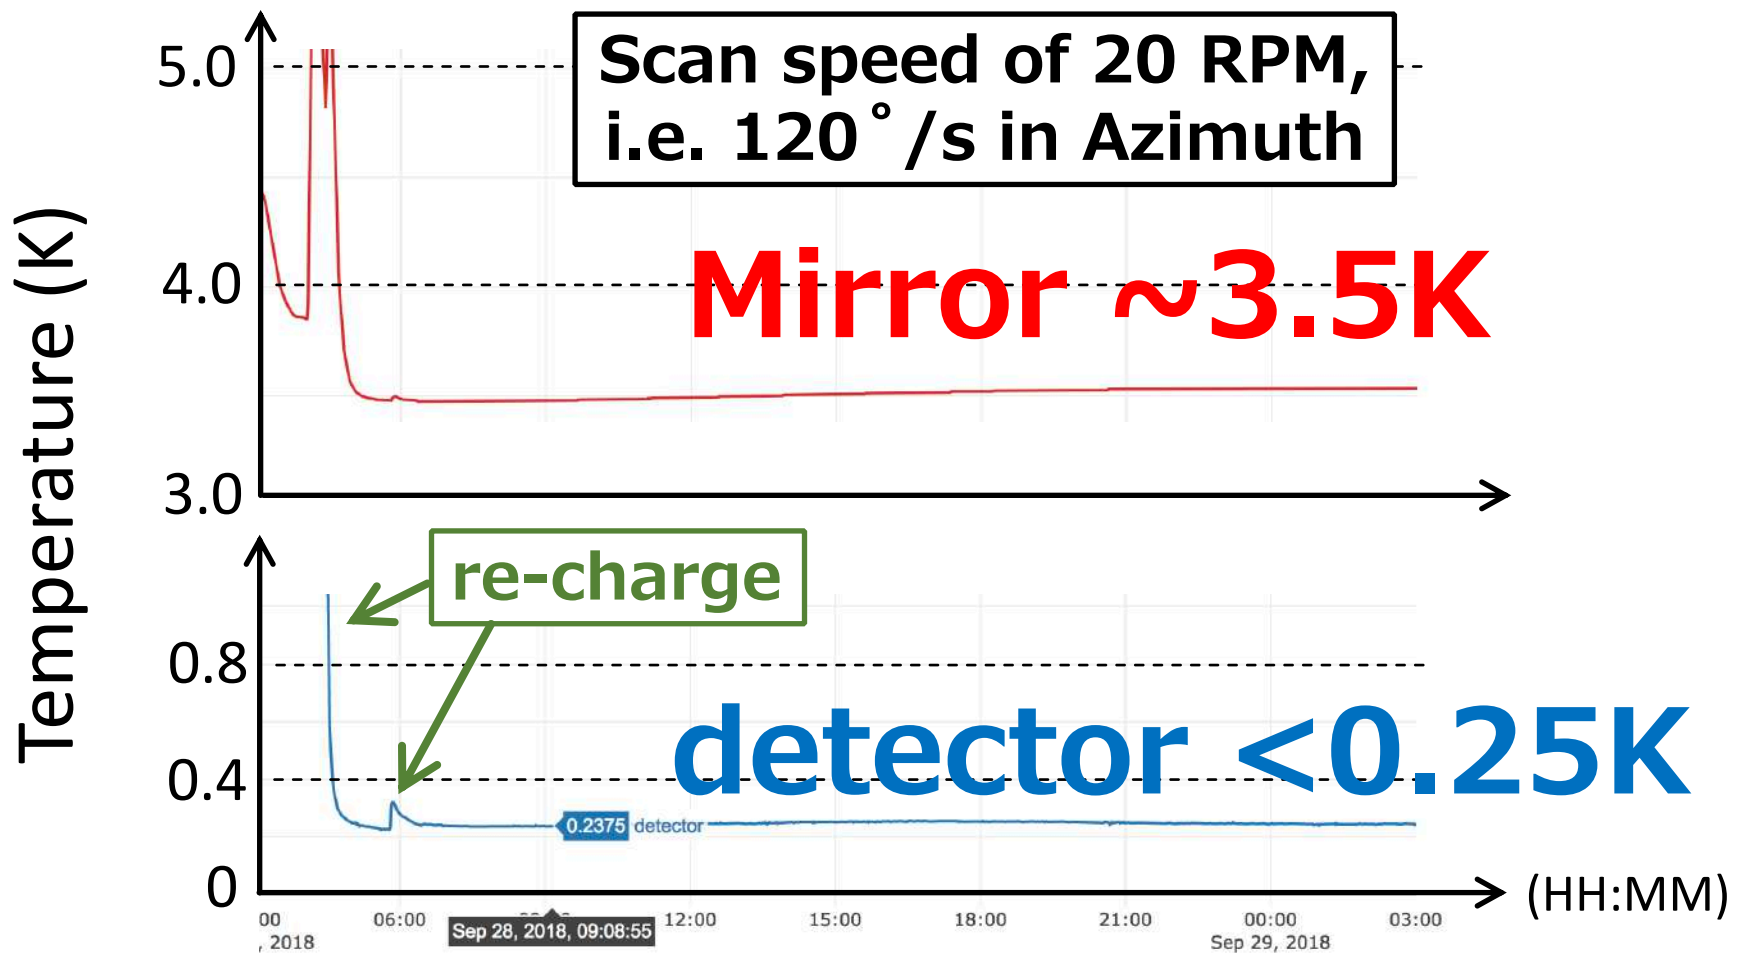 Scan speed of 20 RPM,
i.e. 120°/s in Azimuth
Temperature (K)
5.0
4.0
3.0
Mirror ~3.5K
re-charge
0.8
0.4
0
detector <0.25K
0.2375 detector
(HH:MM)
00 06:00 12:00 15:00 18:00 21:00 00:00 03:00
, 2018 Sep 28, 2018, 09:08:55 Sep 29, 2018